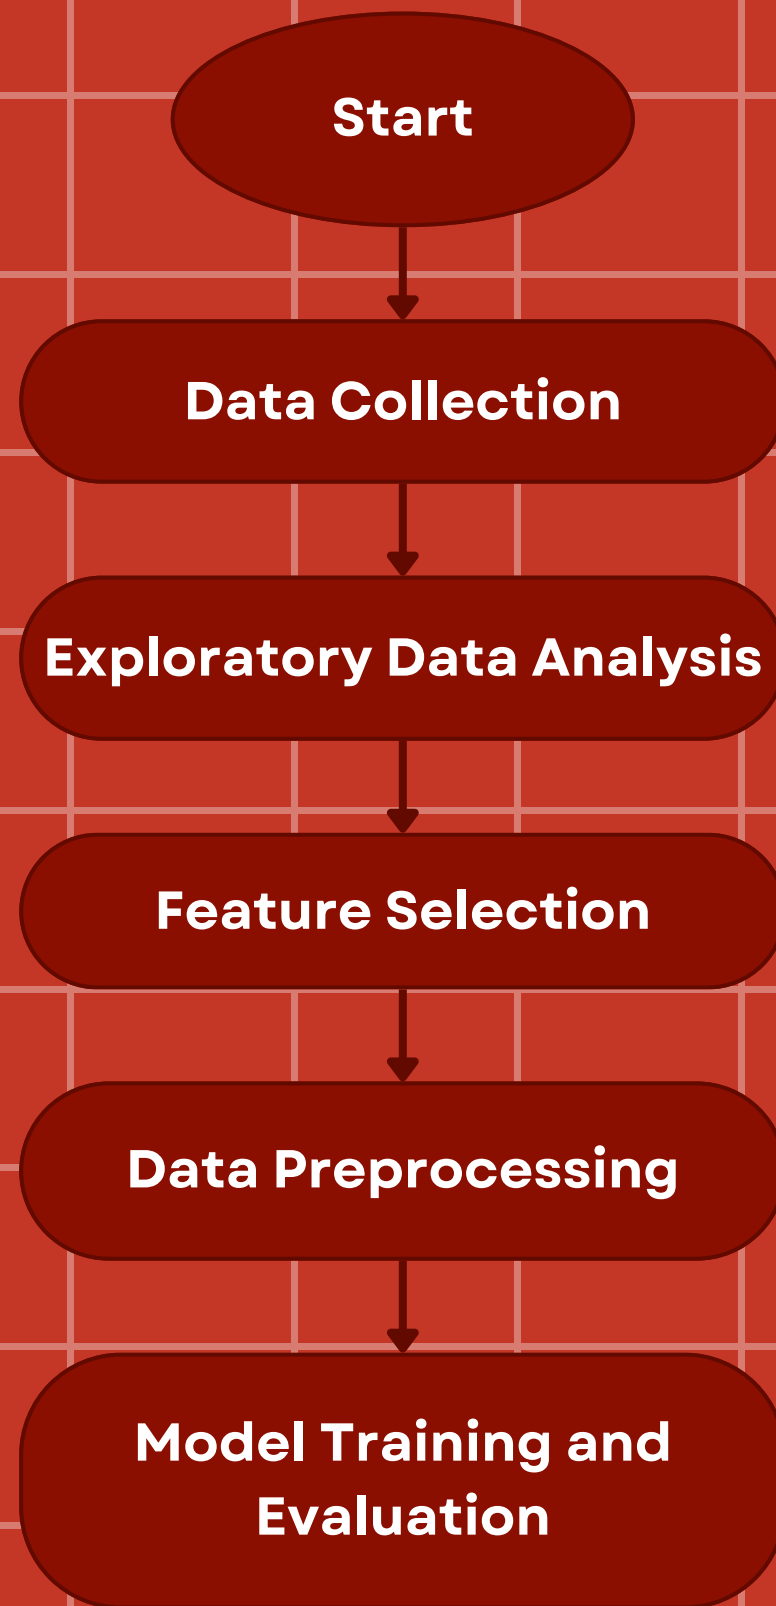 Start
Data Collection
Exploratory Data Analysis
Feature Selection
Data Preprocessing
Model Training and
Evaluation